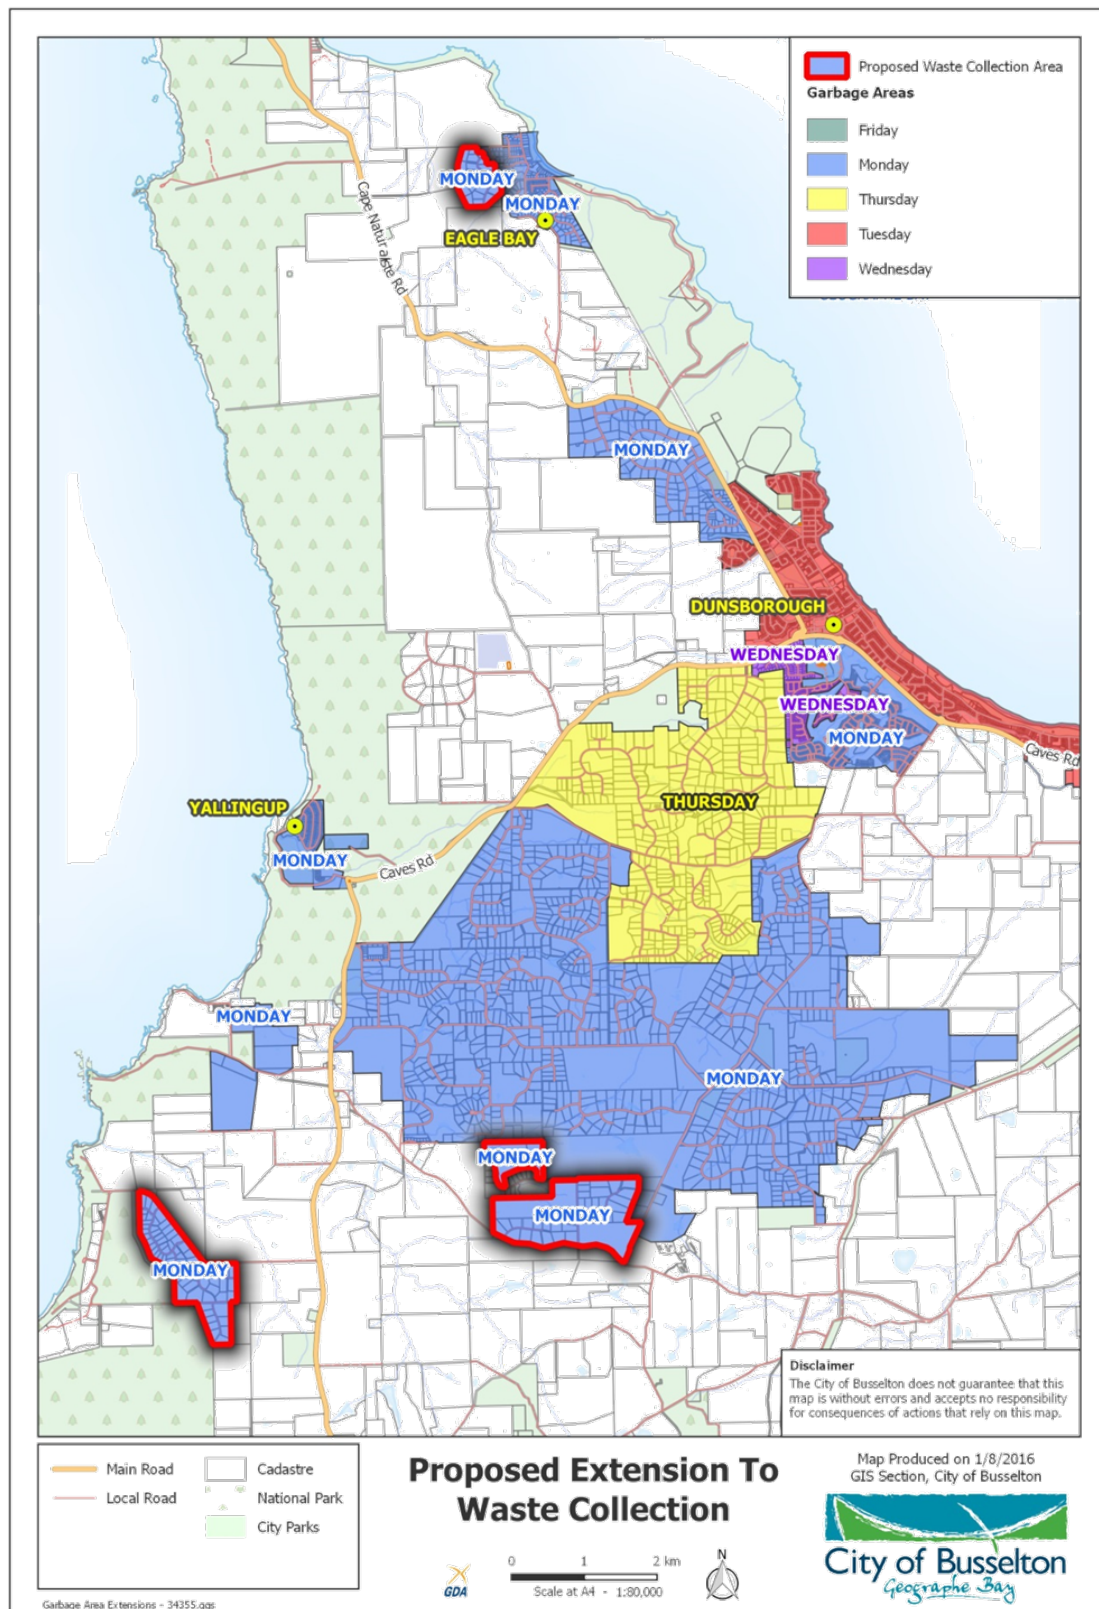 Proposed Waste Collection Area
Garbage Areas
Friday
Monday
Thursday
Tuesday
Wednesday
MONDAY
MONDAY
EAGLE BAY
Cape Naturaliste Rd
MONDAY
DUNSBOROUGH
WEDNESDAY
WEDNESDAY
MONDAY
Caves Rd
THURSDAY
YALLINGUP
MONDAY
Caves Rd
MONDAY
MONDAY
MONDAY
MONDAY
MONDAY
Disclaimer
The City of Busselton does not guarantee that this
map is without errors and accepts no responsibility
for consequences of actions that rely on this map.
Main Road
Local Road
Cadastre
National Park
City Parks
Proposed Extension To
Waste Collection
GDA
0 1 2 km
Scale at A4 - 1:80,000
N
Map Produced on 1/8/2016
GIS Section, City of Busselton
City of Busselton
Geographe Bay
Garbage Area Extensions - 34355.qgs